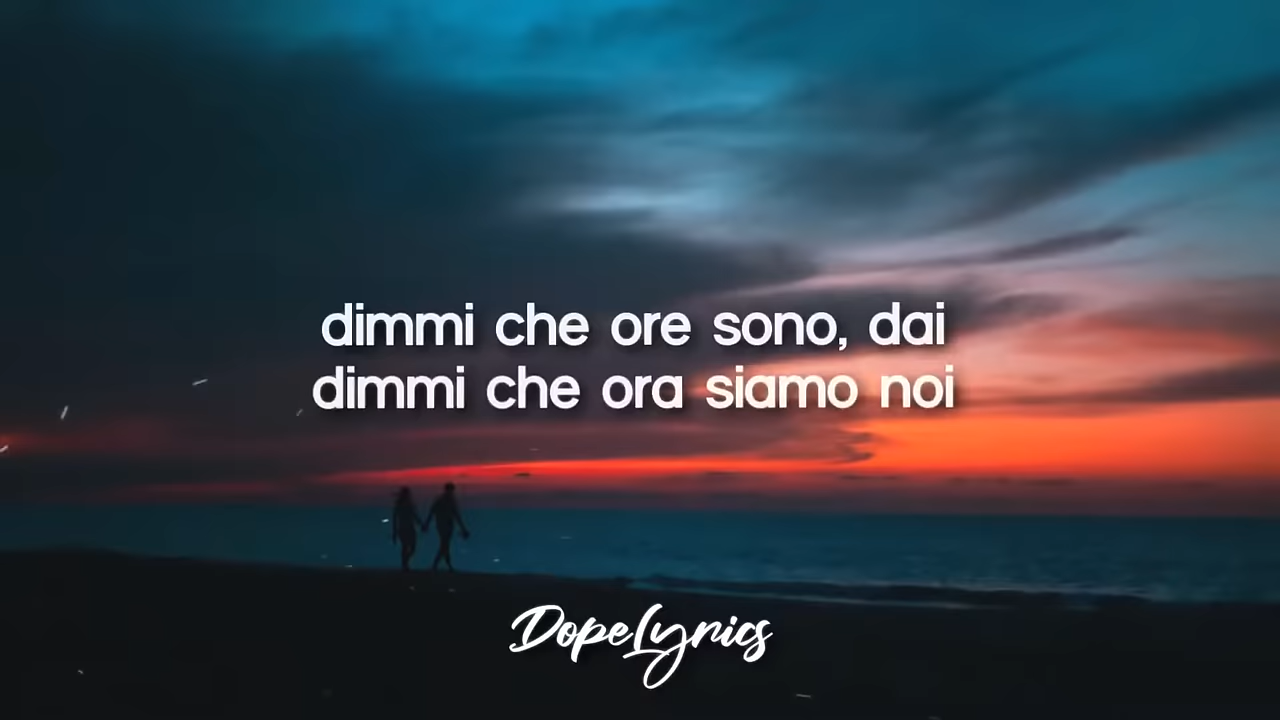 dimmi che ore sono, dai
dimmi che ora siamo noi
DopeLyrics